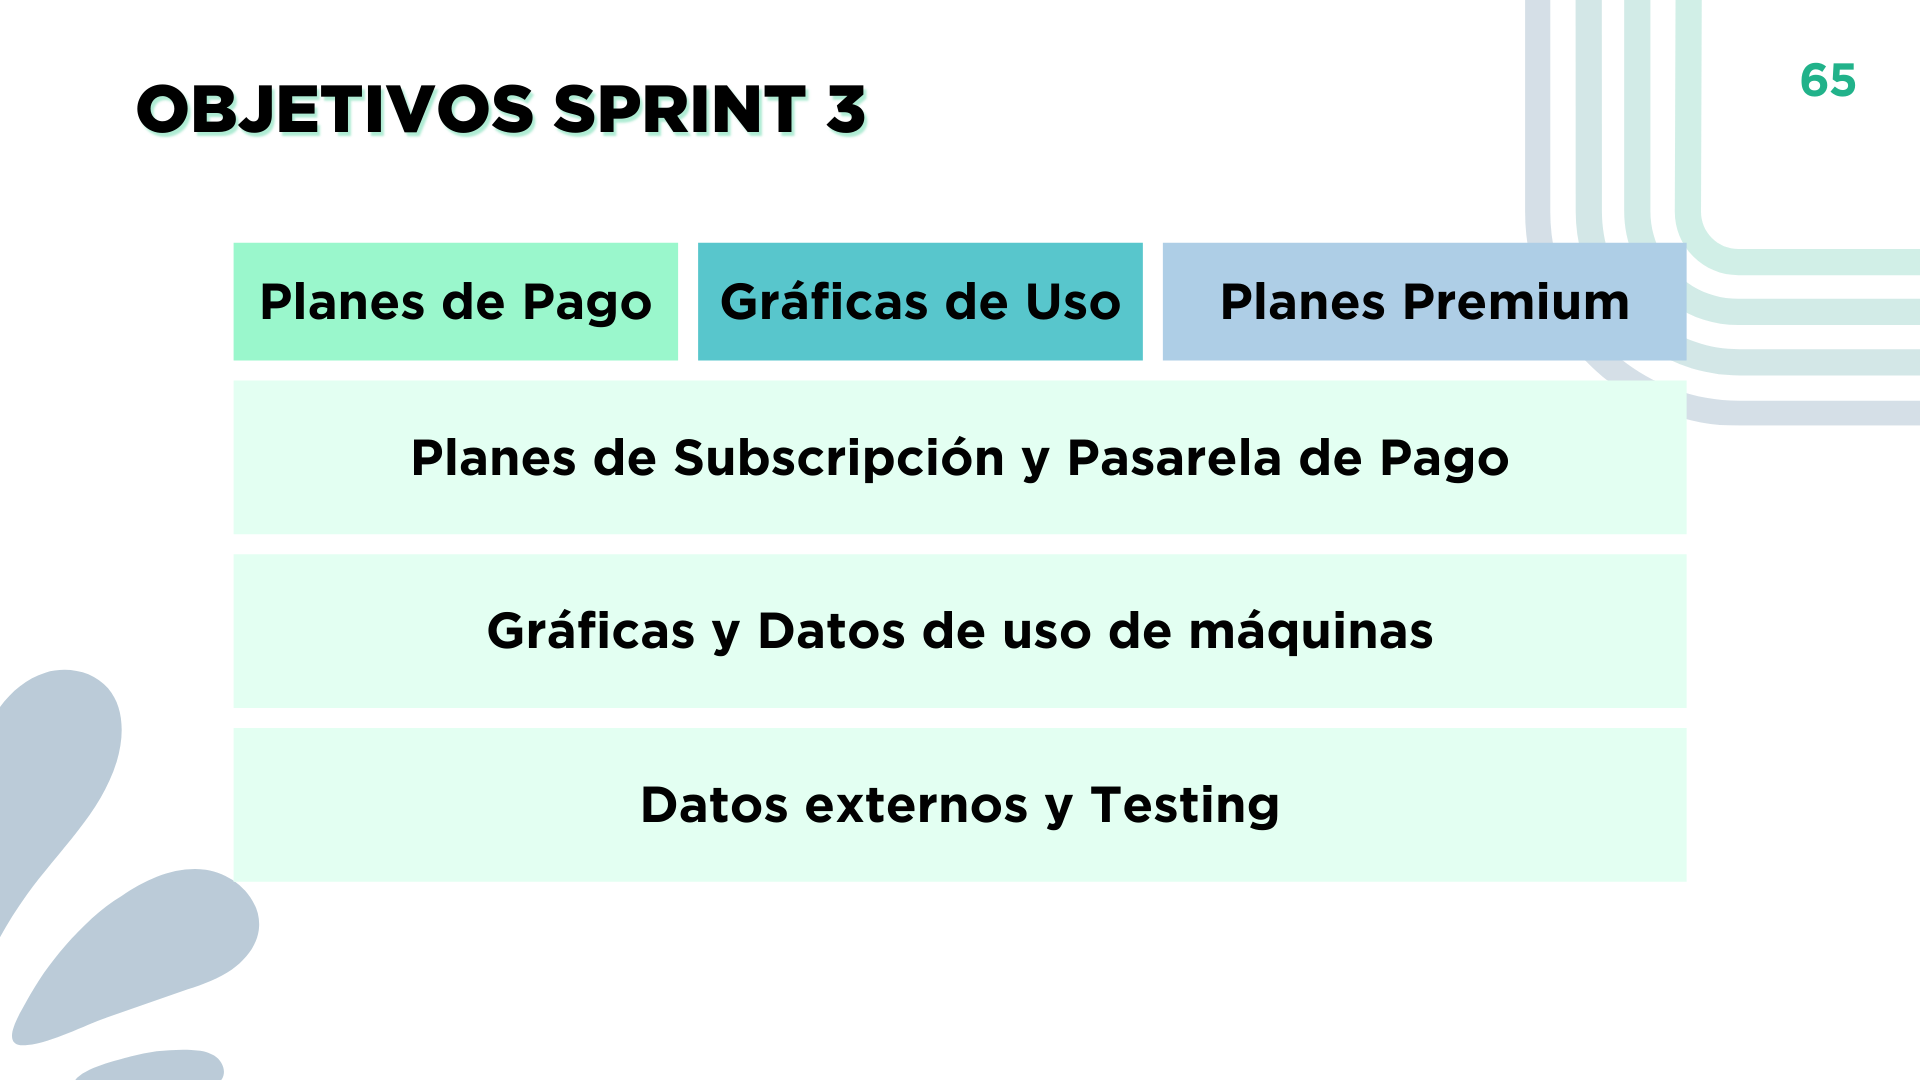 OBJETIVOS SPRINT 3
65
Planes de Pago
Gráficas de Uso
Planes Premium
Planes de Subscripción y Pasarela de Pago
Gráficas y Datos de uso de máquinas
Datos externos y Testing